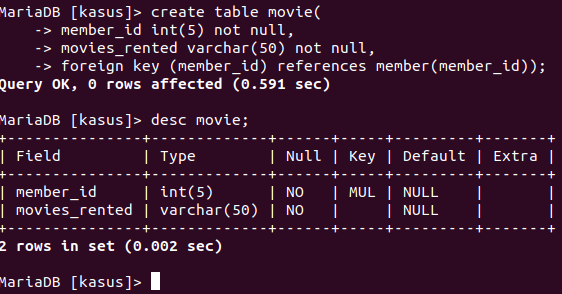 MariaDB [kasus]> create table movie(
    -> member_id int(5) not null,
    -> movies_rented varchar(50) not null,
    -> foreign key (member_id) references member(member_id));
Query OK, 0 rows affected (0.591 sec)

MariaDB [kasus]> desc movie;
+---------------+-------------+------+-----+---------+-------+
| Field         | Type        | Null | Key | Default | Extra |
+---------------+-------------+------+-----+---------+-------+
| member_id     | int(5)      | NO   | MUL | NULL    |       |
| movies_rented | varchar(50) | NO   |     | NULL    |       |
+---------------+-------------+------+-----+---------+-------+
2 rows in set (0.002 sec)

MariaDB [kasus]>